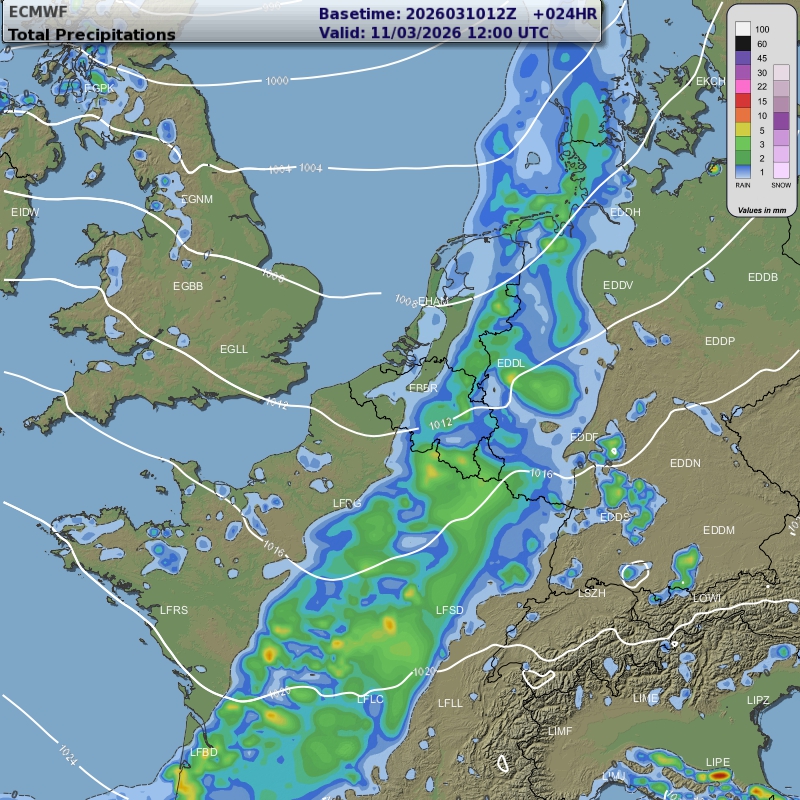 ECMWF
Basetime: 2026031012Z +024HR
Total Precipitations
Valid: 11/03/2026 12:00 UTC
100
60
45
30
22
15
10
5
3
2
1
RAIN SNOW
Values in mm
1000
EGPK
EKCH
1004 1004
EGNM
EIDW
EDDH
1008
EGBB
1008
EHAM
EDDV
EDDB
EGLL
EDDP
EDDL
EBBR
1012
1012
EDDF
1016
EDDN
LFPG
EDDS
EDDM
1016
LSZH
LOWI
LFRS
LFSD
1020
1020
LFLC
LFLL
LIME
LIPZ
LIMF
1024
LFBD
LIPE
LIMJ